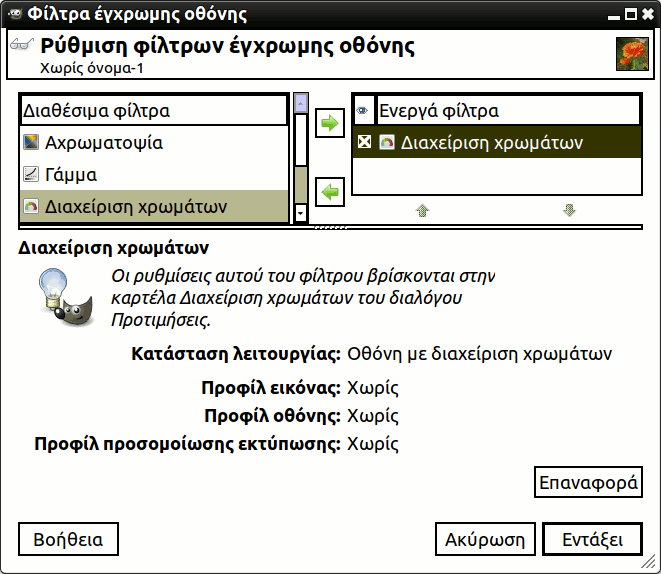 Φίλτρα έγχρωμης οθόνης
Ρύθμιση φίλτρων έγχρωμης οθόνης
Χωρίς όνομα-1
Διαθέσιμα φίλτρα
Αχρωματοψία
Γάμμα
Διαχείριση χρωμάτων
Ενεργά φίλτρα
Διαχείριση χρωμάτων
Διαχείριση χρωμάτων
Οι ρυθμίσεις αυτού του φίλτρου βρίσκονται στην
καρτέλα Διαχείριση χρωμάτων του διαλόγου
Προτιμήσεις.
Κατάσταση λειτουργίας: Οθόνη με διαχείριση χρωμάτων
Προφίλ εικόνας: Χωρίς
Προφίλ οθόνης: Χωρίς
Προφίλ προσομοίωσης εκτύπωσης: Χωρίς
Επαναφορά
Βοήθεια
Ακύρωση
Εντάξει